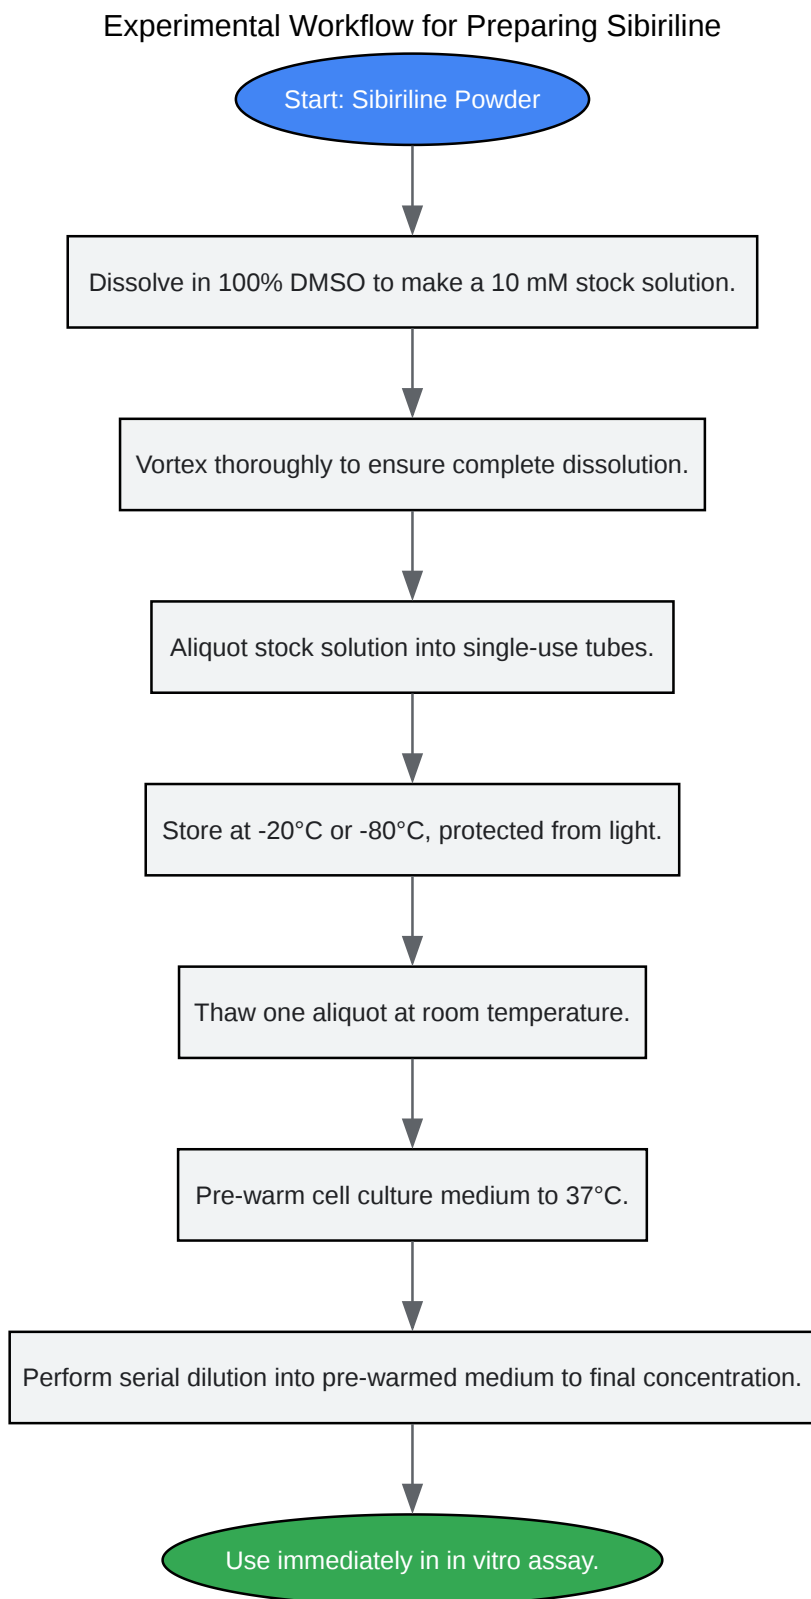 Experimental Workflow for Preparing Sibiriline
Start: Sibiriline Powder
Dissolve in 100% DMSO to make a 10 mM stock solution.
Vortex thoroughly to ensure complete dissolution.
Aliquot stock solution into single-use tubes.
Store at -20°C or -80°C, protected from light.
Thaw one aliquot at room temperature.
Pre-warm cell culture medium to 37°C.
Perform serial dilution into pre-warmed medium to final concentration.
Use immediately in in vitro assay.